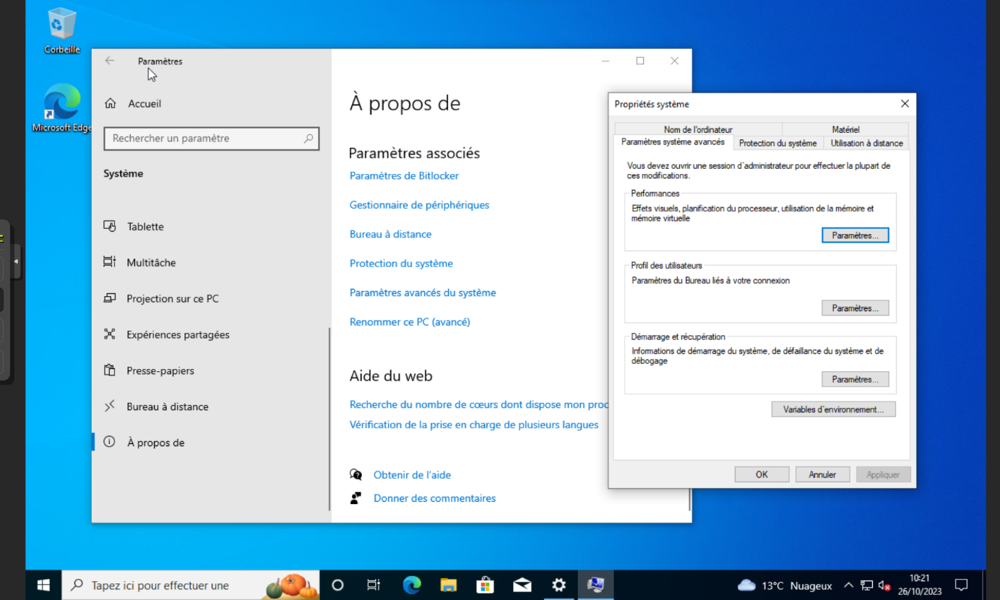 Corbeille
Microsoft Edge
Paramètres
Accueil
Rechercher un paramètre
Système
Tablette
Multitâche
Projection sur ce PC
Expériences partagées
Presse-papiers
Bureau à distance
À propos de
À propos de
Paramètres associés
Paramètres de Bitlocker
Gestionnaire de périphériques
Bureau à distance
Protection du système
Paramètres avancés du système
Renommer ce PC (avancé)
Aide du web
Recherche du nombre de cœurs dont dispose mon proc
Vérification de la prise en charge de plusieurs langues
Obtenir de l'aide
Donner des commentaires
Propriétés système
Nom de l'ordinateur
Matériel
Paramètres système avancés
Protection du système
Utilisation à distance
Vous devez ouvrir une session d'administrateur pour effectuer la plupart de
ces modifications.
Performances
Effets visuels, planification du processeur, utilisation de la mémoire et
mémoire virtuelle
Paramètres...
Profil des utilisateurs
Paramètres du Bureau liés à votre connexion
Paramètres...
Démarrage et récupération
Informations de démarrage du système, de défaillance du système et de
débogage
Paramètres...
Variables d'environnement...
OK
Annuler
Appliquer
Tapez ici pour effectuer une
13°C Nuageux
10:21
26/10/2023